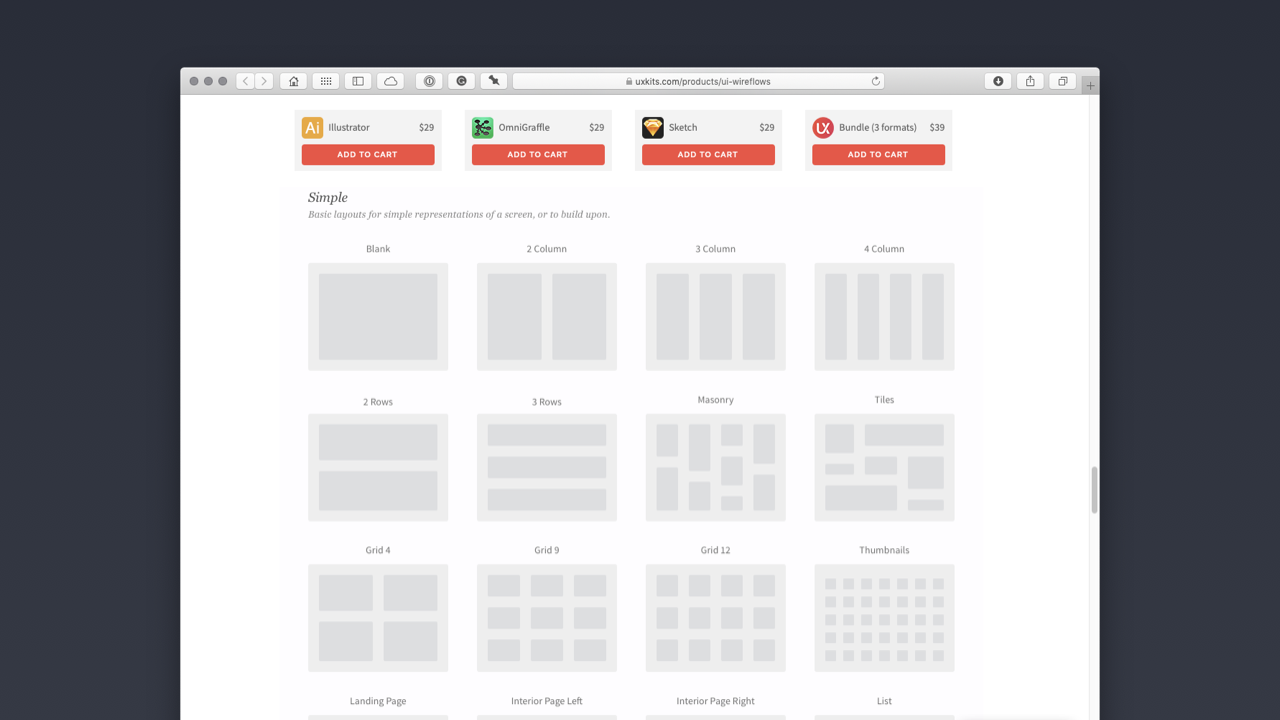 uxkits.com/products/ui-wireflows
Ai Illustrator $29
OmniGraffle $29
Sketch $29
UX Bundle (3 formats) $39
ADD TO CART
ADD TO CART
ADD TO CART
ADD TO CART
Simple
Basic layouts for simple representations of a screen, or to build upon.
Blank
2 Column
3 Column
4 Column
2 Rows
3 Rows
Masonry
Tiles
Grid 4
Grid 9
Grid 12
Thumbnails
Landing Page
Interior Page Left
Interior Page Right
List